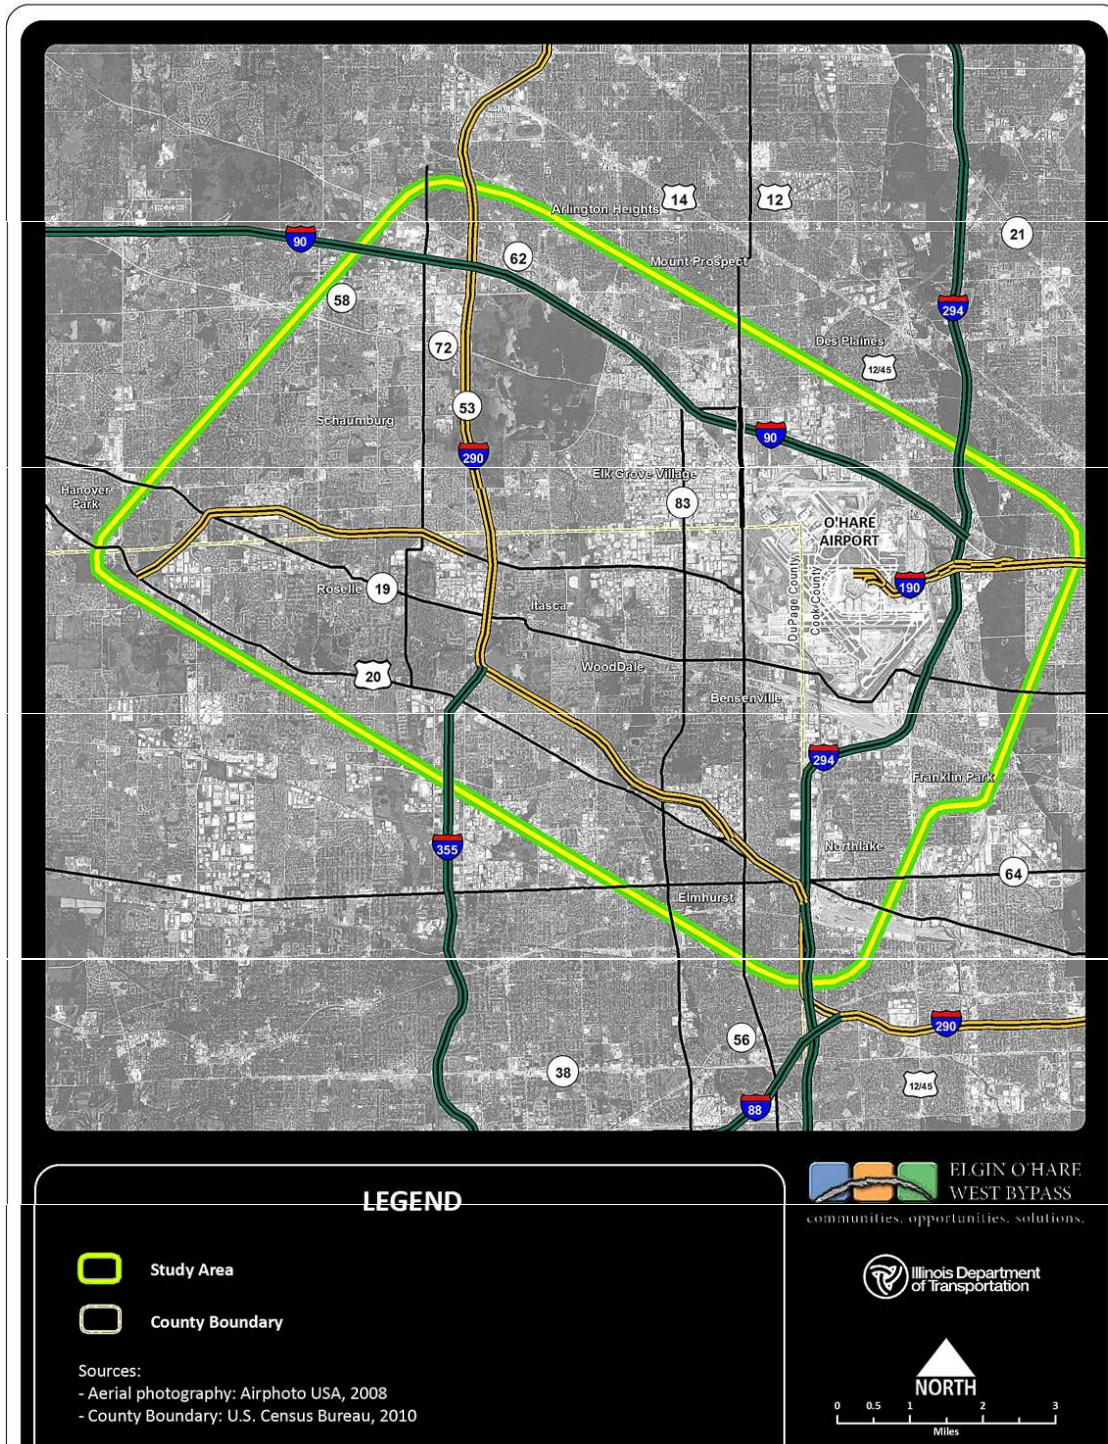 14
12
Arlington Heights
21
90
62
Mount Prospect
58
294
72
Des Plaines
12/45
53
Schaumburg
90
290
Elk Grove Village
Hanover
Park
83
O'HARE
AIRPORT
DuPage County
Cook County
190
Roselle
19
Itasca
WoodDale
20
Bensenville
294
Franklin Park
355
Northlake
64
Elmhurst
290
56
38
12/45
88
LEGEND
Study Area
County Boundary
Sources:
- Aerial photography: Airphoto USA, 2008
- County Boundary: U.S. Census Bureau, 2010
ELGIN O'HARE
WEST BYPASS
communities. opportunities. solutions.
Illinois Department
of Transportation
NORTH
0 0.5 1 2 3
Miles